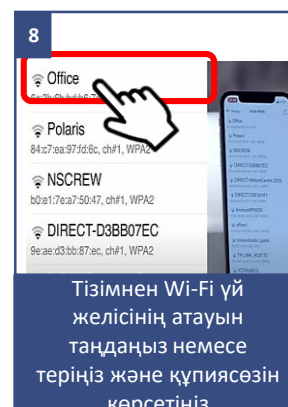 8
Office
Polaris
84:c7:ea:97:fd:6c, ch#1, WPA2
NSCREW
b0:e1:7e:a7:50:47, ch#1, WPA2
DIRECT-D3BB07EC
9e:ae:d3:bb:87:ec, ch#1, WPA2
Тізімнен Wi-Fi үй
желісінің атауын
таңдаңыз немесе
теріңіз және құпиясөзін
көрсетіңіз